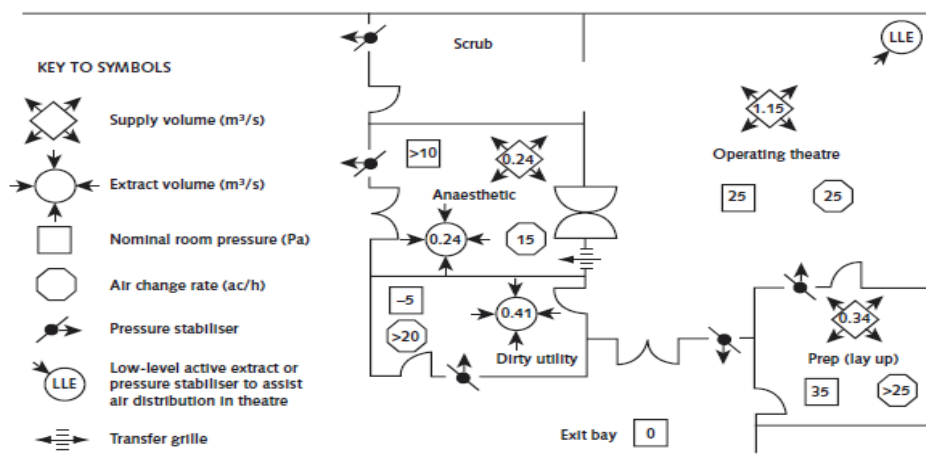 Scrub
LLE
KEY TO SYMBOLS
Supply volume (m³/s)
>10
0.24
1.15
Operating theatre
Extract volume (m³/s)
Anaesthetic
25
25
Nominal room pressure (Pa)
0.24
15
Air change rate (ac/h)
–5
0.41
>20
0.34
Pressure stabiliser
Dirty utility
Prep (lay up)
LLE
Low-level active extract or
pressure stabiliser to assist
air distribution in theatre
35
>25
Transfer grille
Exit bay
0